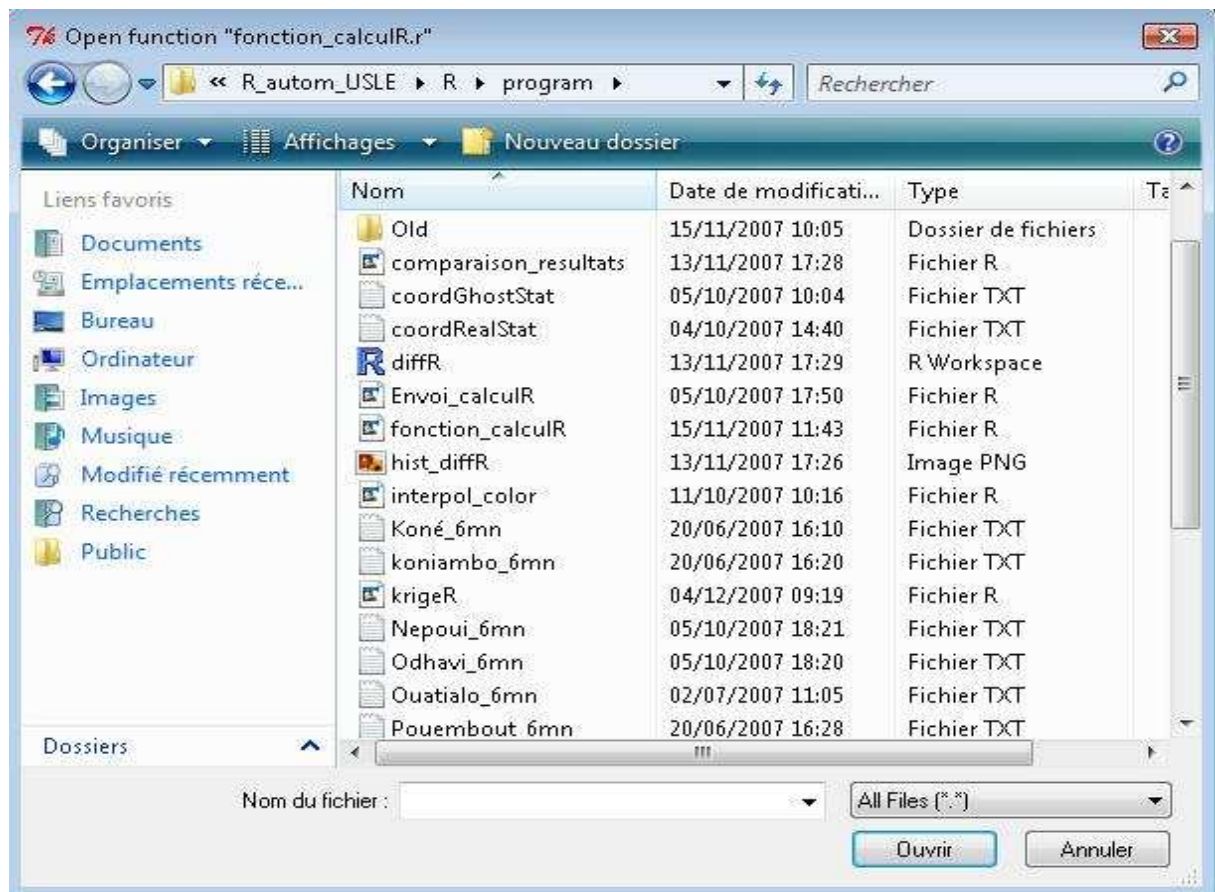 Open function "fonction_calculR.r"
« R_autom_USLE ▸ R ▸ program ▸ Rechercher
Organiser Affichages Nouveau dossier
Liens favoris
Documents
Emplacements réce...
Bureau
Ordinateur
Images
Musique
Modifié récemment
Recherches
Public
Dossiers
Nom Date de modificati... Type Ta
Old 15/11/2007 10:05 Dossier de fichiers
comparaison_resultats 13/11/2007 17:28 Fichier R
coordGhostStat 05/10/2007 10:04 Fichier TXT
coordRealStat 04/10/2007 14:40 Fichier TXT
diffR 13/11/2007 17:29 R Workspace
Envoi_calculR 05/10/2007 17:50 Fichier R
fonction_calculR 15/11/2007 11:43 Fichier R
hist_diffR 13/11/2007 17:26 Image PNG
interpol_color 11/10/2007 10:16 Fichier R
Koné_6mn 20/06/2007 16:10 Fichier TXT
koniambo_6mn 20/06/2007 16:20 Fichier TXT
krigeR 04/12/2007 09:19 Fichier R
Nepoui_6mn 05/10/2007 18:21 Fichier TXT
Odhavi_6mn 05/10/2007 18:20 Fichier TXT
Ouatialo_6mn 02/07/2007 11:05 Fichier TXT
Pouembout_6mn 20/06/2007 16:28 Fichier TXT
Nom du fichier : All Files (*.*)
Ouvrir Annuler